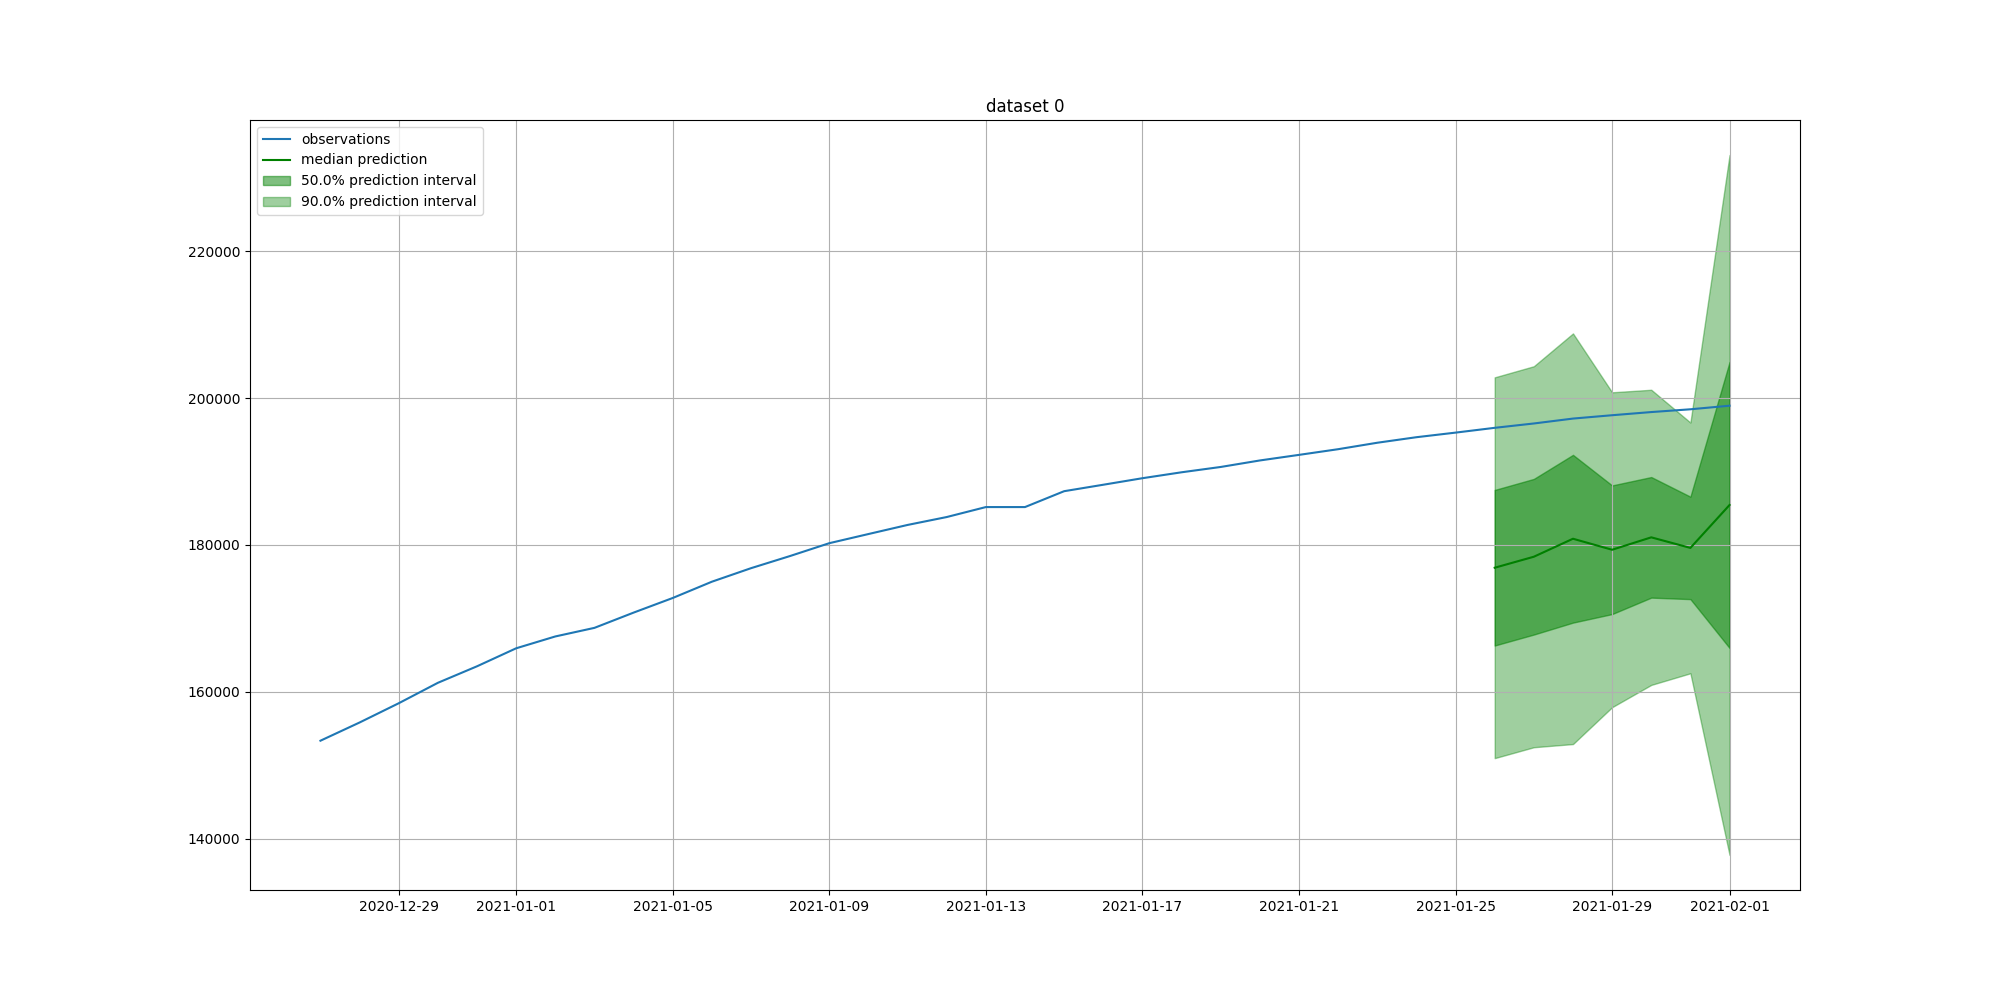 dataset 0
observations
median prediction
50.0% prediction interval
90.0% prediction interval
220000
200000
180000
160000
140000
2020-12-29 2021-01-01 2021-01-05 2021-01-09 2021-01-13 2021-01-17 2021-01-21 2021-01-25 2021-01-29 2021-02-01